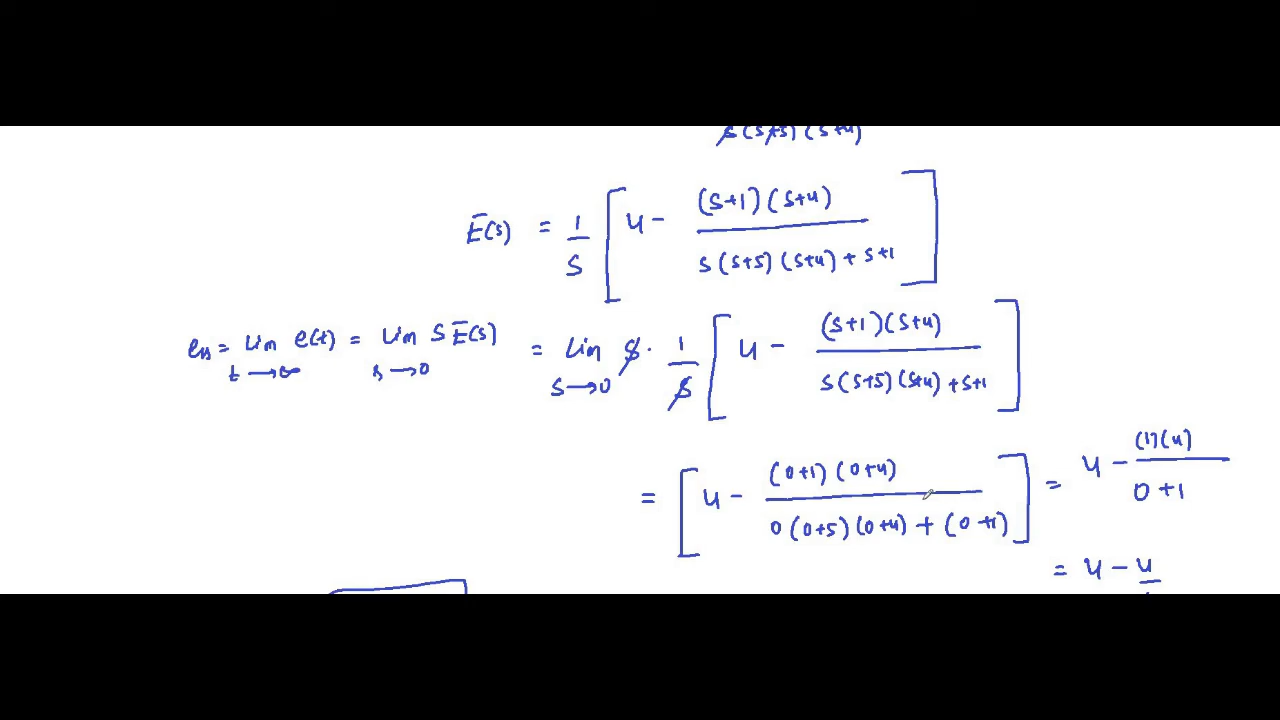 s(s+5)(s+4)
E(s) = 1/s [ 4 - (s+1)(s+4) / s(s+5)(s+4)+s+1 ]
ess = lim t→∞ e(t) = lim s→0 s E(s) = lim s→0 s · 1/s [ 4 - (s+1)(s+4) / s(s+5)(s+4)+s+1 ]
= [ 4 - (0+1)(0+4) / 0(0+5)(0+4)+(0+1) ] = 4 - (1)(4) / 0+1
= 4 - 4/